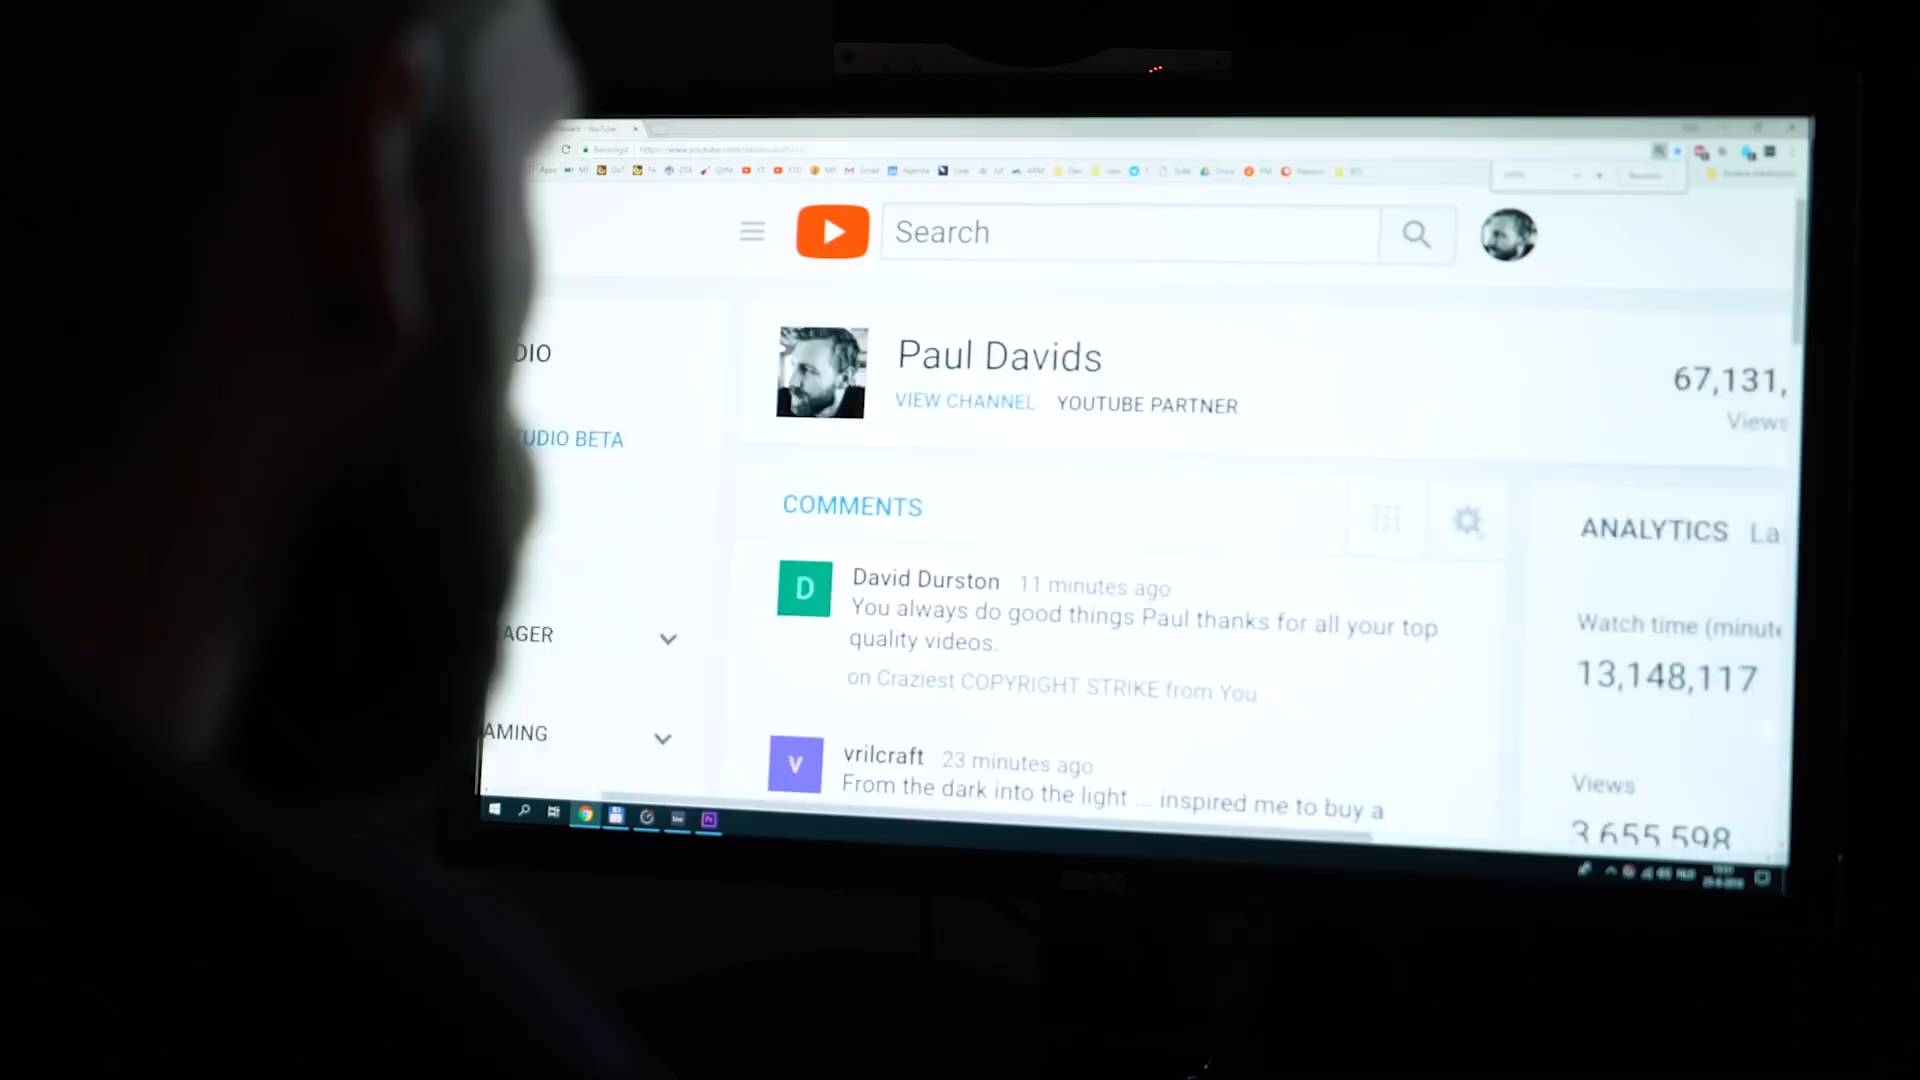 Search
Paul Davids
VIEW CHANNEL YOUTUBE PARTNER
67,131,
Views
DIO
TUDIO BETA
AGER
AMING
COMMENTS
D
David Durston 11 minutes ago
You always do good things Paul thanks for all your top
quality videos.
on Craziest COPYRIGHT STRIKE from You...
V
vrilcraft 23 minutes ago
From the dark into the light ... inspired me to buy a
ANALYTICS La
Watch time (minute
13,148,117
Views
3,655,598